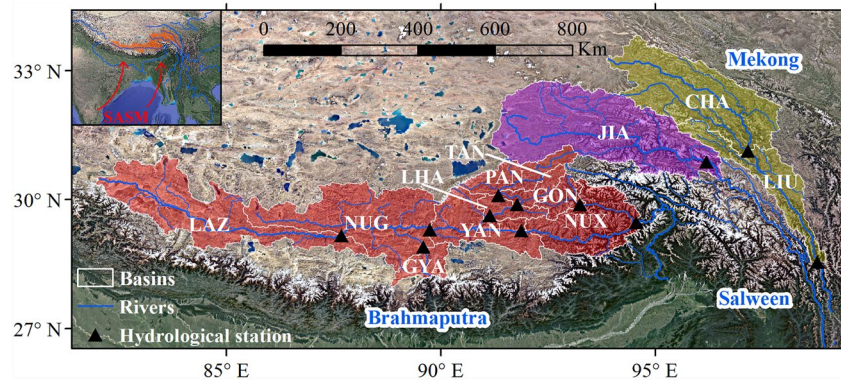 0 200 400 600 800
Km
33° N
30° N
27° N
SASM
Mekong
CHA
JIA
TAN
LHA
PAN
GON
LIU
LAZ
NUG
YAN
NUX
GYA
Basins
Rivers
Hydrological station
Brahmaputra
Salween
85° E 90° E 95° E